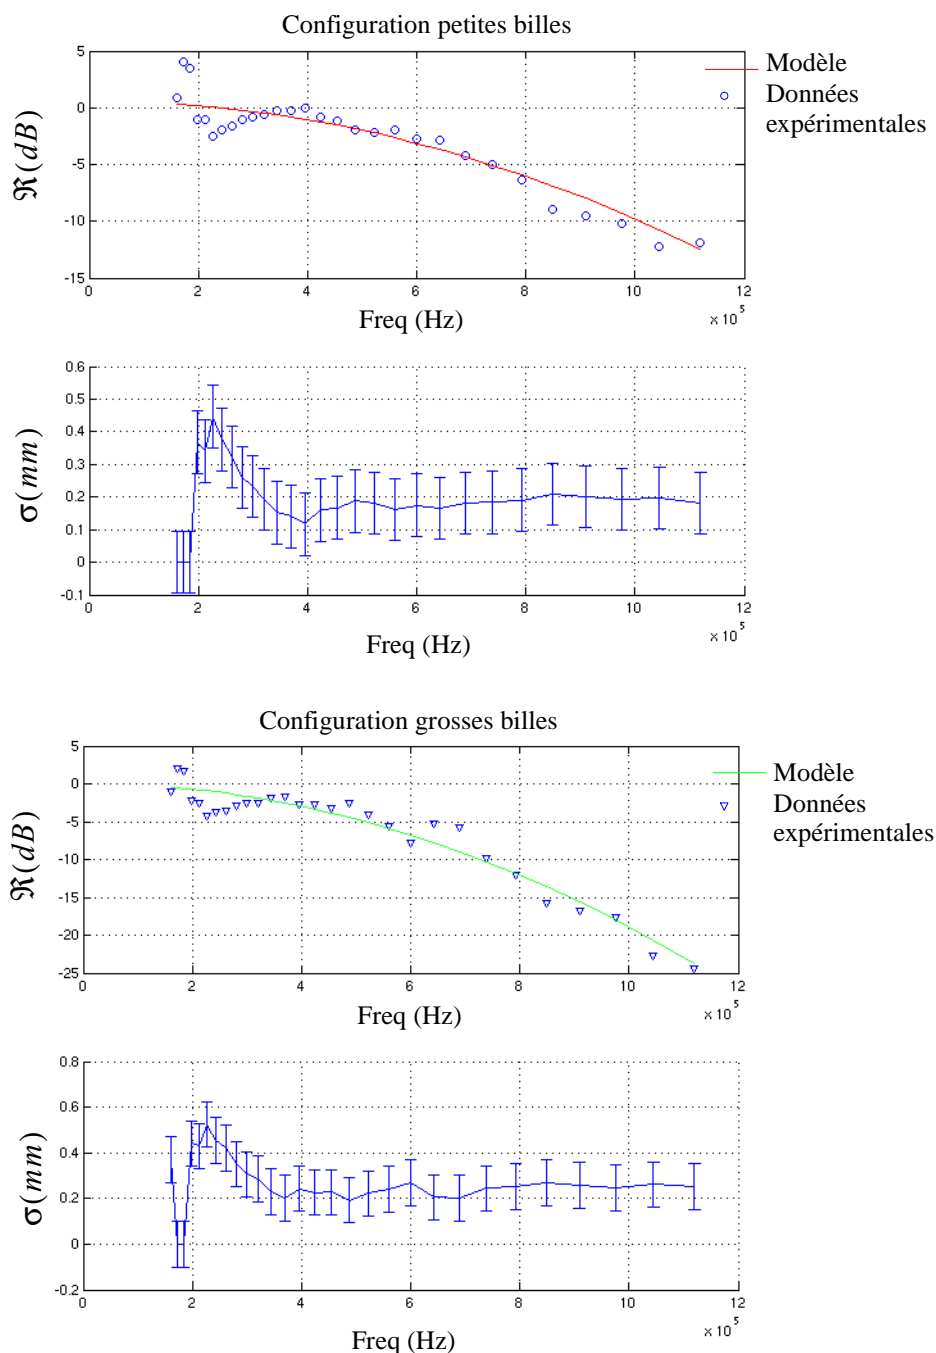 Configuration petites billes
5
0
-5
-10
-15
ℜ(dB)
0 2 4 6 8 10 12
x 10^5
Freq (Hz)
Modèle
Données
expérimentales
0.6
0.5
0.4
0.3
0.2
0.1
0
-0.1
σ(mm)
0 2 4 6 8 10 12
x 10^5
Freq (Hz)
Configuration grosses billes
5
0
-5
-10
-15
-20
-25
ℜ(dB)
0 2 4 6 8 10 12
x 10^5
Freq (Hz)
Modèle
Données
expérimentales
0.8
0.6
0.4
0.2
0
-0.2
σ(mm)
0 2 4 6 8 10 12
x 10^5
Freq (Hz)